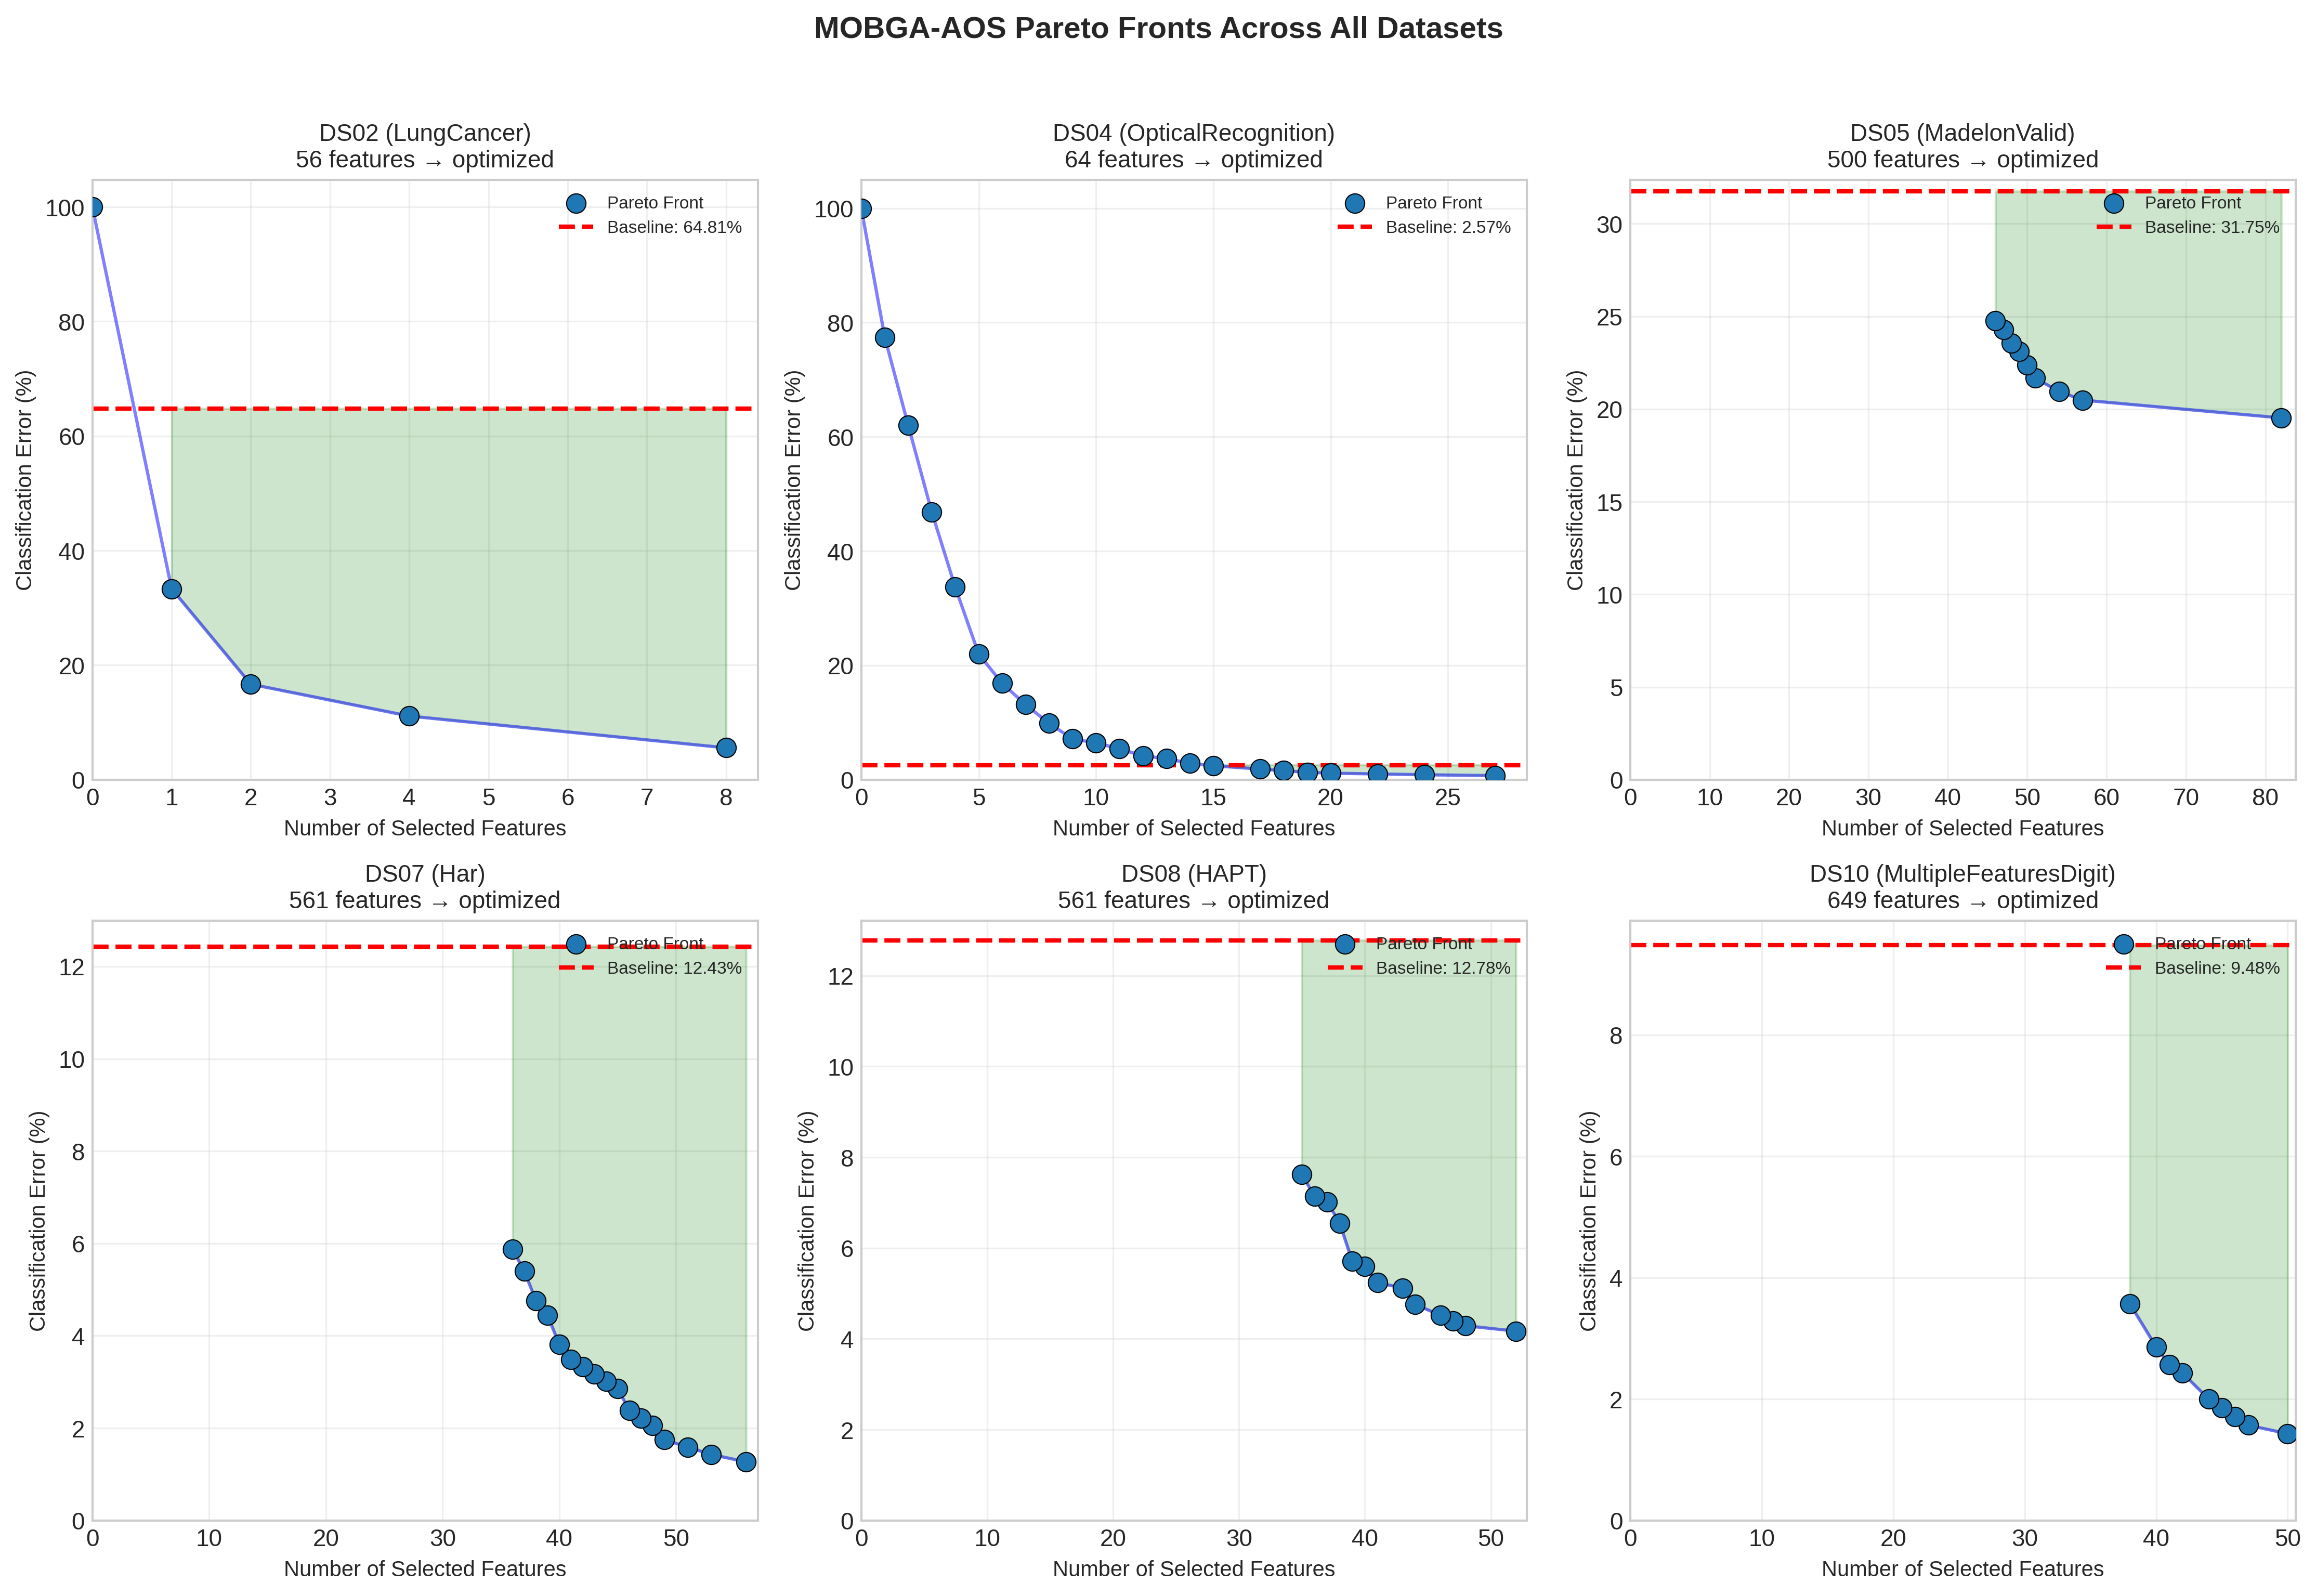 MOBGA-AOS Pareto Fronts Across All Datasets
DS02 (LungCancer)
56 features → optimized
Pareto Front
Baseline: 64.81%
Classification Error (%)
100
80
60
40
20
0
0 1 2 3 4 5 6 7 8
Number of Selected Features
DS04 (OpticalRecognition)
64 features → optimized
Pareto Front
Baseline: 2.57%
Classification Error (%)
100
80
60
40
20
0
0 5 10 15 20 25
Number of Selected Features
DS05 (MadelonValid)
500 features → optimized
Pareto Front
Baseline: 31.75%
Classification Error (%)
30
25
20
15
10
5
0
0 10 20 30 40 50 60 70 80
Number of Selected Features
DS07 (Har)
561 features → optimized
Pareto Front
Baseline: 12.43%
Classification Error (%)
12
10
8
6
4
2
0
0 10 20 30 40 50
Number of Selected Features
DS08 (HAPT)
561 features → optimized
Pareto Front
Baseline: 12.78%
Classification Error (%)
12
10
8
6
4
2
0
0 10 20 30 40 50
Number of Selected Features
DS10 (MultipleFeaturesDigit)
649 features → optimized
Pareto Front
Baseline: 9.48%
Classification Error (%)
8
6
4
2
0
0 10 20 30 40 50
Number of Selected Features